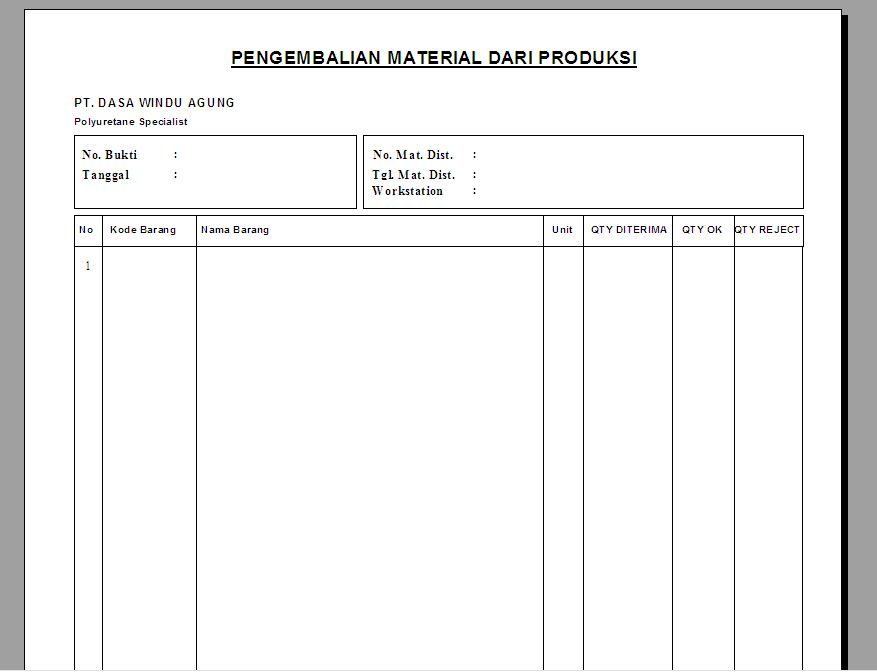 PENGEMBALIAN MATERIAL DARI PRODUKSI
PT. DASA WINDU AGUNG
Polyuretane Specialist
No. Bukti :
Tanggal :
No. Mat. Dist. :
Tgl. Mat. Dist. :
Workstation :
No Kode Barang Nama Barang Unit QTY DITERIMA QTY OK QTY REJECT
1